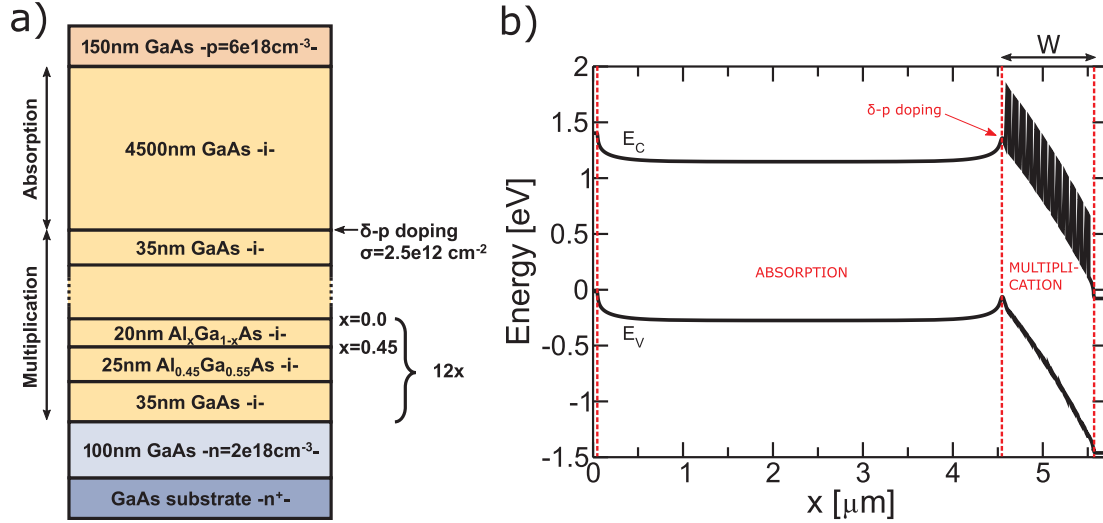 a)
150nm GaAs -p=6e18cm⁻³-
Absorption
4500nm GaAs -i-
δ-p doping
σ=2.5e12 cm⁻²
Multiplication
35nm GaAs -i-
x=0.0
20nm AlₓGa₁₋ₓAs -i-
x=0.45
25nm Al₀.₄₅Ga₀.₅₅As -i-
12x
35nm GaAs -i-
100nm GaAs -n=2e18cm⁻³-
GaAs substrate -n⁺-
b)
W
2
1.5
1
0.5
0
-0.5
-1
-1.5
Energy [eV]
δ-p doping
E_C
ABSORPTION
MULTIPLI-
CATION
E_V
0 1 2 3 4 5
x [μm]